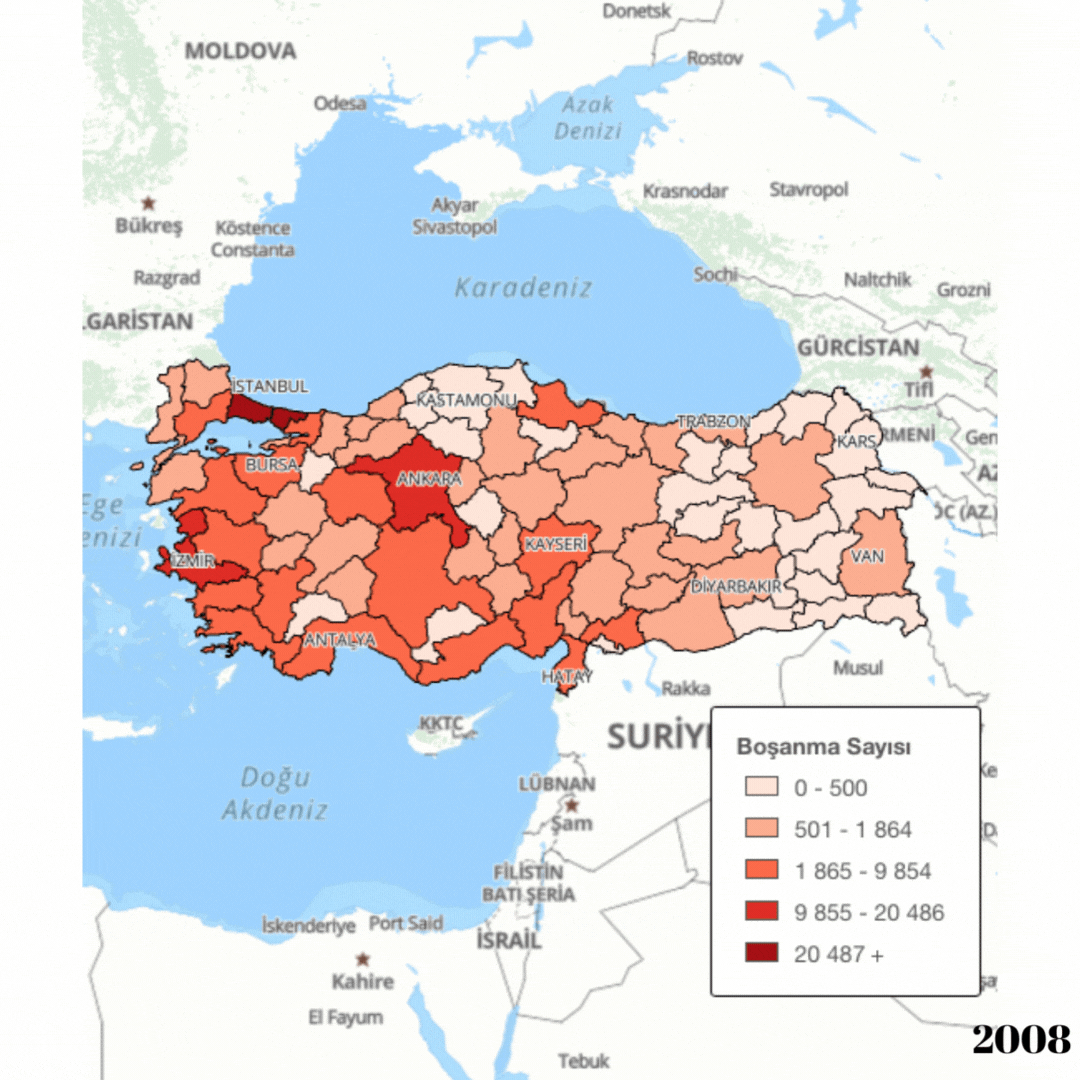 Donetsk
MOLDOVA
Rostov
Odesa
Azak
Denizi
Krasnodar
Stavropol
Akyar
Sivastopol
Bükreş
Köstence
Constanta
Razgrad
Sochi
Naltchik
Grozni
Karadeniz
LGARİSTAN
GÜRCİSTAN
Tifl
İSTANBUL
KASTAMONU
TRABZON
KARS
RMENİ
Gen
BURSA
ANKARA
AZ
Ege
enizi
ÖC (AZ.)
İZMİR
KAYSERİ
VAN
DİYARBAKIR
ANTALYA
HATAY
Musul
Rakka
KKTC
SURİY
Doğu
Akdeniz
LÜBNAN
Şam
FİLİSTİN
BATI ŞERİA
İskenderiye
Port Said
İSRAİL
Kahire
El Fayum
Tebuk
Boşanma Sayısı
0 - 500
501 - 1 864
1 865 - 9 854
9 855 - 20 486
20 487 +
2008